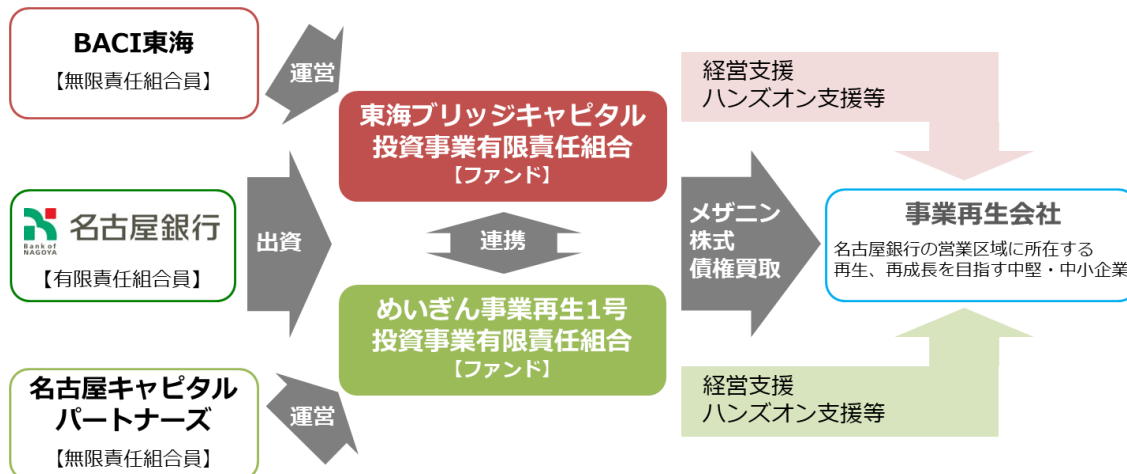 BACI東海
【無限責任組合員】
運営
東海ブリッジキャピタル
投資事業有限責任組合
【ファンド】
経営支援
ハンズオン支援等
Bank of
NAGOYA
名古屋銀行
【有限責任組合員】
出資
連携
メザニン
株式
債権買取
事業再生会社
名古屋銀行の営業区域に所在する
再生、再成長を目指す中堅・中小企業
めいぎん事業再生1号
投資事業有限責任組合
【ファンド】
名古屋キャピタル
パートナーズ
【無限責任組合員】
運営
経営支援
ハンズオン支援等